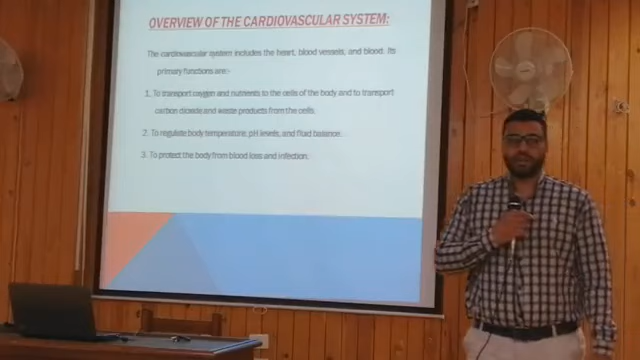 OVERVIEW OF THE CARDIOVASCULAR SYSTEM:
The cardiovascular system includes the heart, blood vessels, and blood. Its
primary functions are:-
1. To transport oxygen and nutrients to the cells of the body and to transport
carbon dioxide and waste products from the cells.
2. To regulate body temperature, pH levels, and fluid balance.
3. To protect the body from blood loss and infection.